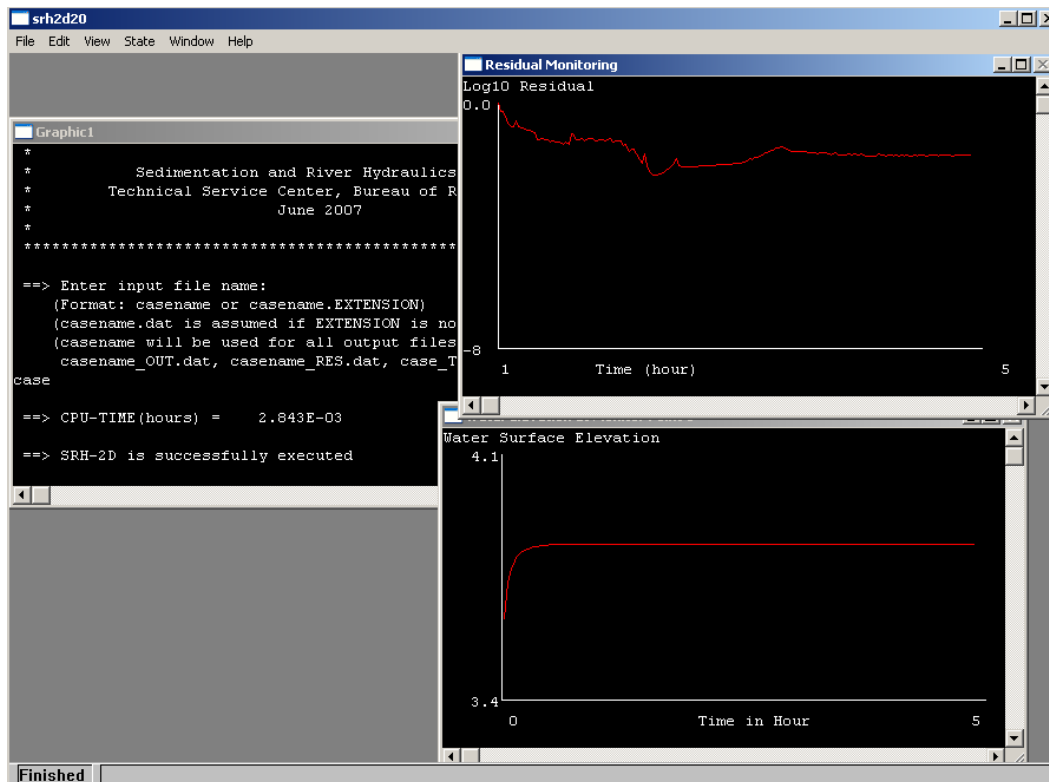 srh2d20
File Edit View State Window Help
Residual Monitoring
Log10 Residual
0.0
-8
1 Time (hour) 5
Graphic1
*
* Sedimentation and River Hydraulics
* Technical Service Center, Bureau of R
* June 2007
*
**********************************************
==> Enter input file name:
(Format: casename or casename.EXTENSION)
(casename.dat is assumed if EXTENSION is no
(casename will be used for all output files
casename_OUT.dat, casename_RES.dat, case_T
case
==> CPU-TIME(hours) = 2.843E-03
==> SRH-2D is successfully executed
Water Surface Elevation
4.1
3.4
0 Time in Hour 5
Finished